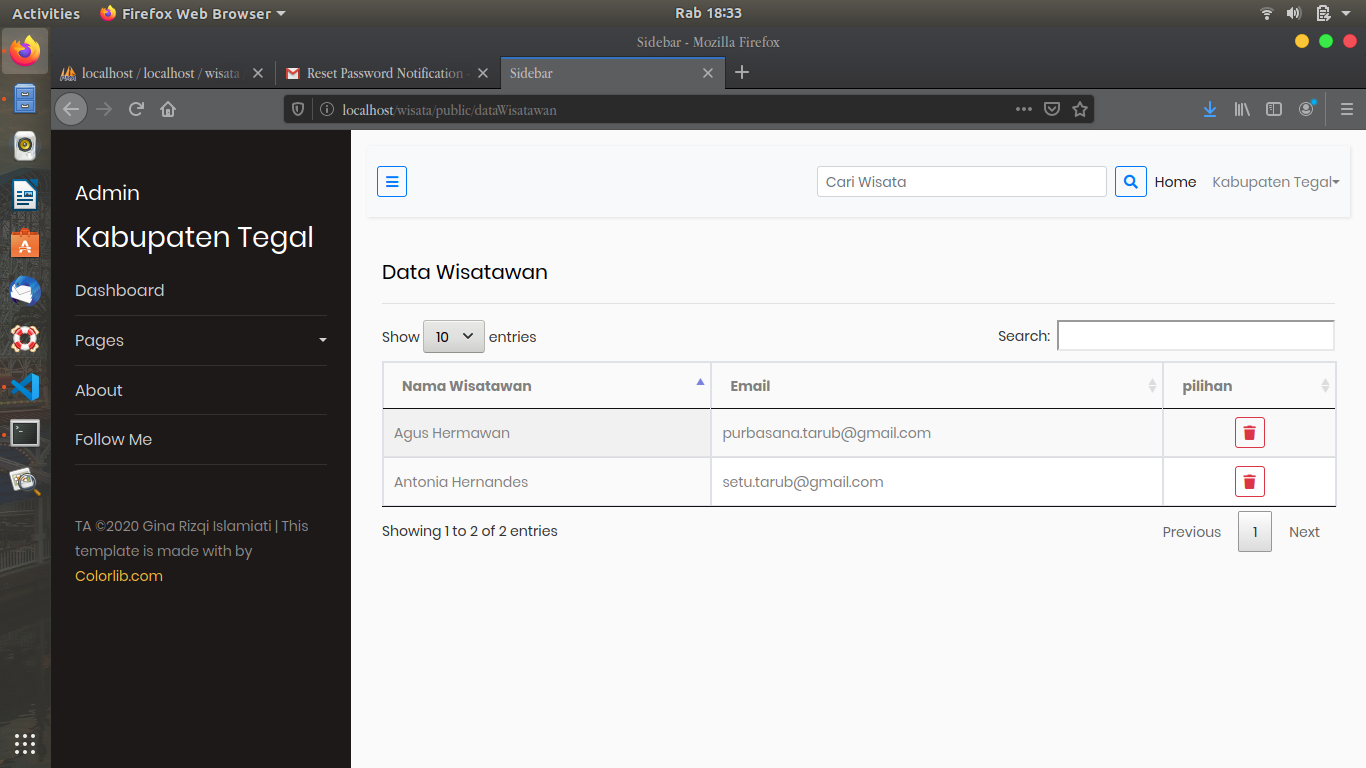 Activities Firefox Web Browser Rab 18:33
Sidebar - Mozilla Firefox
localhost / localhost / wisata Reset Password Notification - Sidebar
localhost/wisata/public/dataWisatawan
Admin
Kabupaten Tegal
Dashboard
Pages
About
Follow Me
TA ©2020 Gina Rizqi Islamiati | This
template is made with by
Colorlib.com
Cari Wisata Home Kabupaten Tegal
Data Wisatawan
Show 10 entries Search:
Nama Wisatawan Email pilihan
Agus Hermawan purbasana.tarub@gmail.com
Antonia Hernandes setu.tarub@gmail.com
Showing 1 to 2 of 2 entries Previous 1 Next